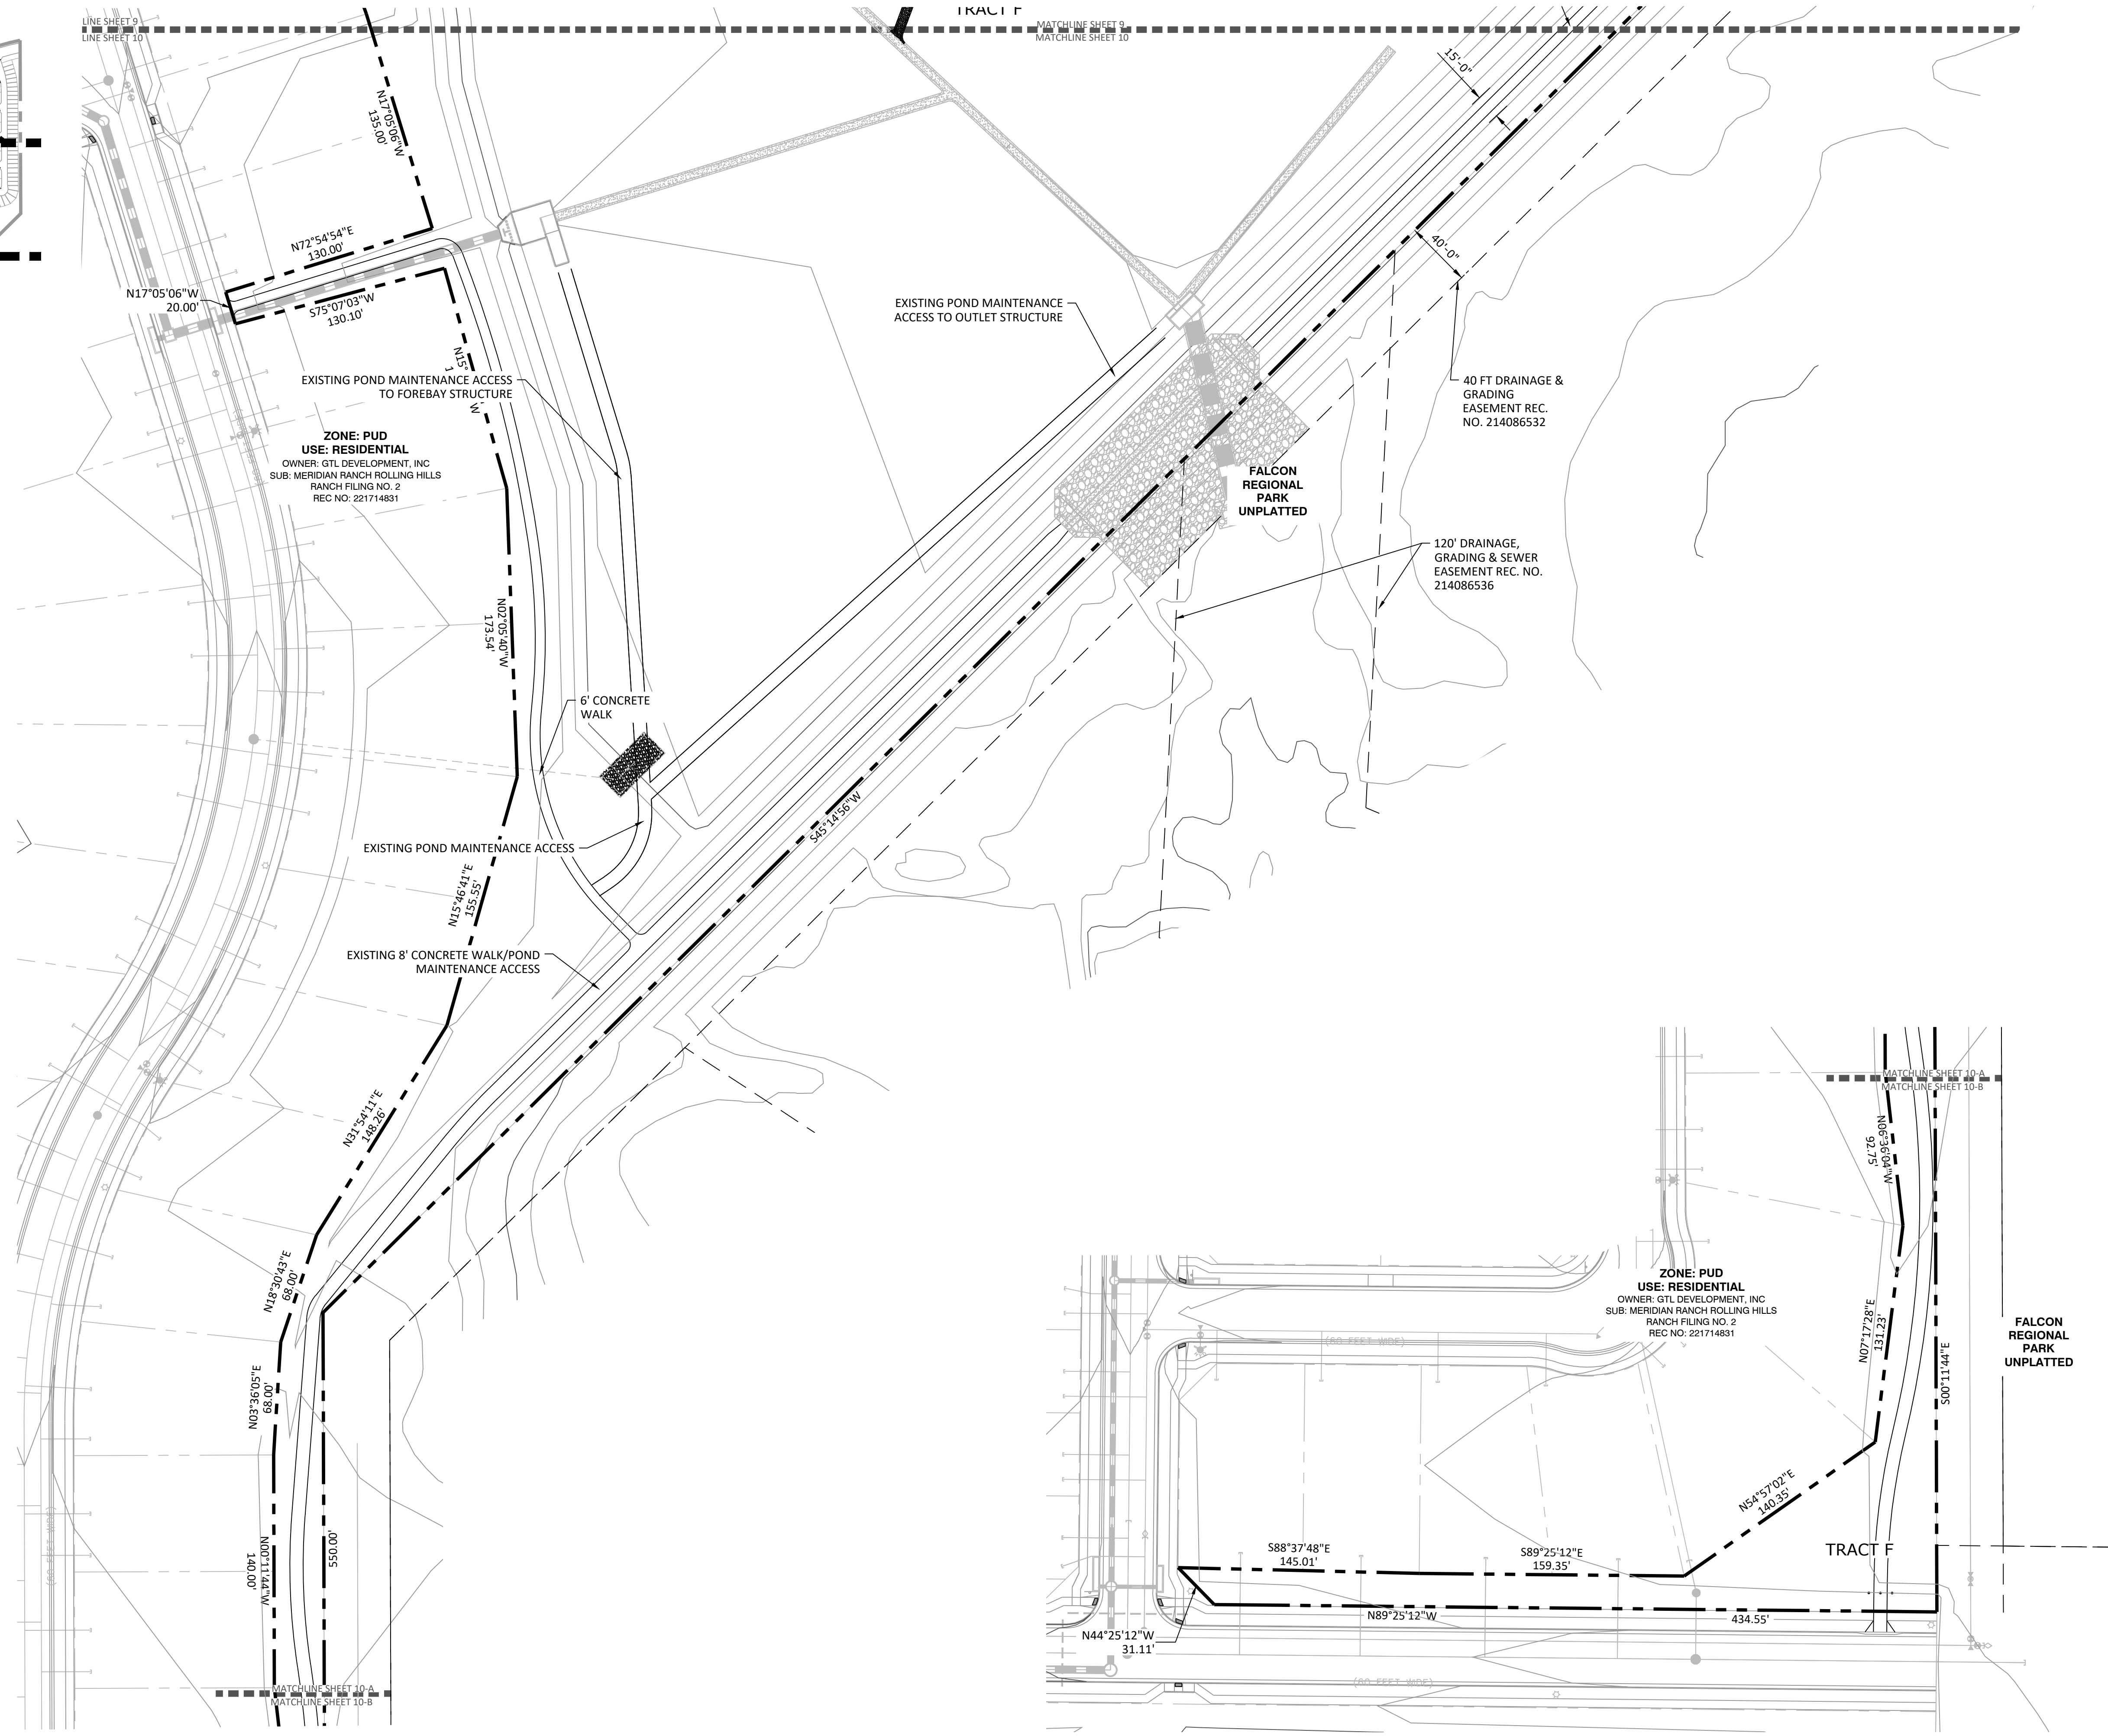 TRACT F
LINE SHEET 9
LINE SHEET 10
MATCHLINE SHEET 9
MATCHLINE SHEET 10
15'-0"
N17°05'06"W
135.00'
N72°54'54"E
130.00'
40'-0"
N17°05'06"W
20.00'
S75°07'03"W
130.10'
EXISTING POND MAINTENANCE
ACCESS TO OUTLET STRUCTURE
N15°
1
W
EXISTING POND MAINTENANCE ACCESS
TO FOREBAY STRUCTURE
40 FT DRAINAGE &
GRADING
EASEMENT REC.
NO. 214086532
ZONE: PUD
USE: RESIDENTIAL
OWNER: GTL DEVELOPMENT, INC
SUB: MERIDIAN RANCH ROLLING HILLS
RANCH FILING NO. 2
REC NO: 221714831
FALCON
REGIONAL
PARK
UNPLATTED
120' DRAINAGE,
GRADING & SEWER
EASEMENT REC. NO.
214086536
N02°05'40"W
173.54'
6' CONCRETE
WALK
S45°14'56"W
EXISTING POND MAINTENANCE ACCESS
N15°46'41"E
155.55'
EXISTING 8' CONCRETE WALK/POND
MAINTENANCE ACCESS
N31°54'11"E
148.26'
N18°30'43"E
68.00'
N03°36'05"E
68.00'
N00°11'44"W
140.00'
550.00'
(60 FEET WIDE)
MATCHLINE SHEET 10-A
MATCHLINE SHEET 10-B
MATCHLINE SHEET 10-A
MATCHLINE SHEET 10-B
N06°36'04"W
92.75'
ZONE: PUD
USE: RESIDENTIAL
OWNER: GTL DEVELOPMENT, INC
SUB: MERIDIAN RANCH ROLLING HILLS
RANCH FILING NO. 2
REC NO: 221714831
(60 FEET WIDE)
N07°17'28"E
131.23'
S00°11'44"E
FALCON
REGIONAL
PARK
UNPLATTED
N54°57'02"E
140.35'
S88°37'48"E
145.01'
S89°25'12"E
159.35'
TRACT F
N89°25'12"W
434.55'
N44°25'12"W
31.11'
(80 FEET WIDE)